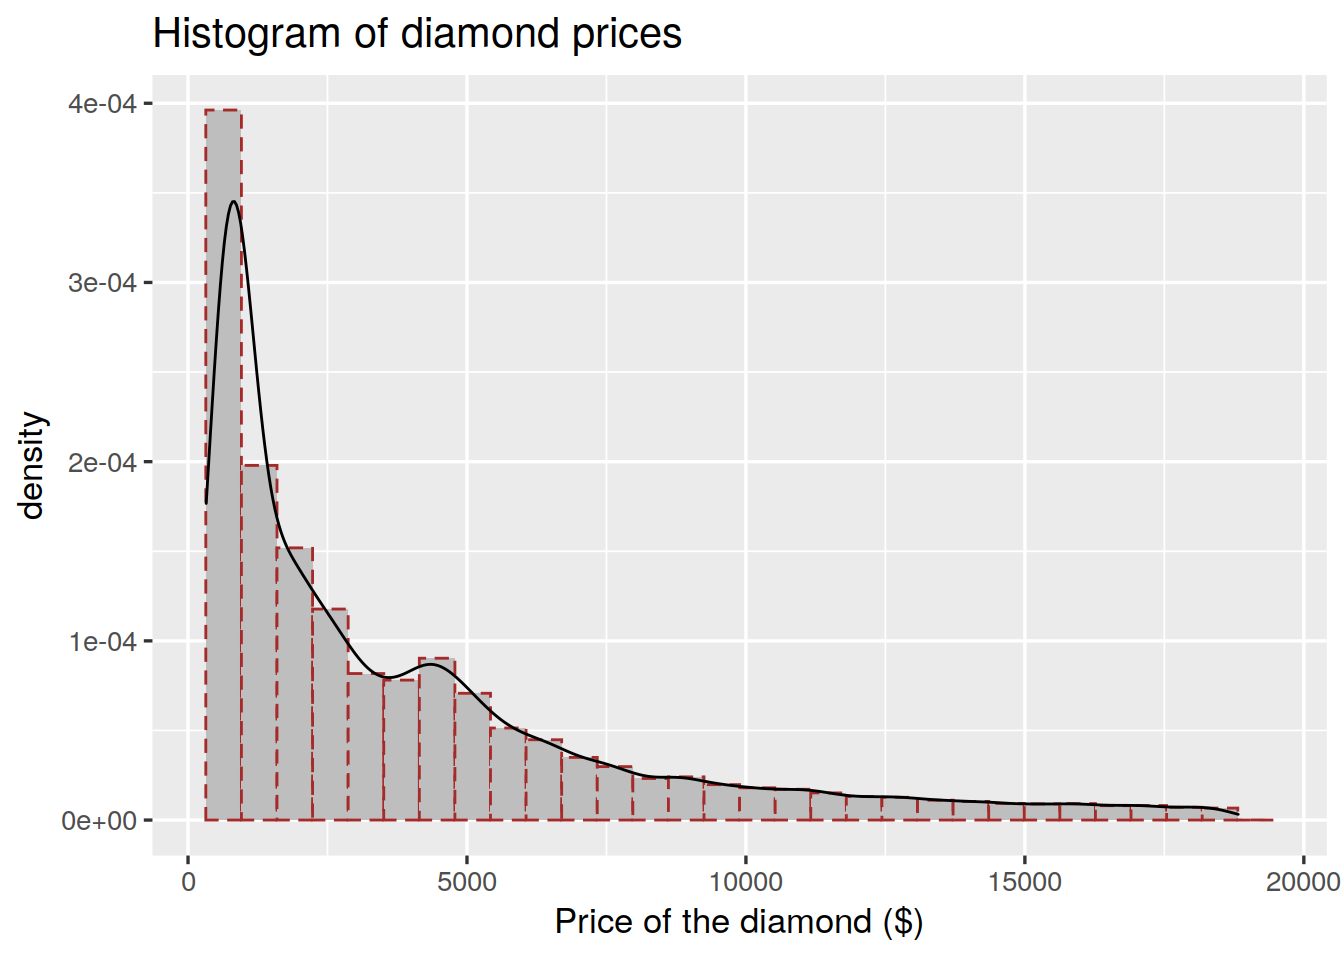 Histogram of diamond prices
4e-04
3e-04
2e-04
1e-04
0e+00
density
0 5000 10000 15000 20000
Price of the diamond ($)